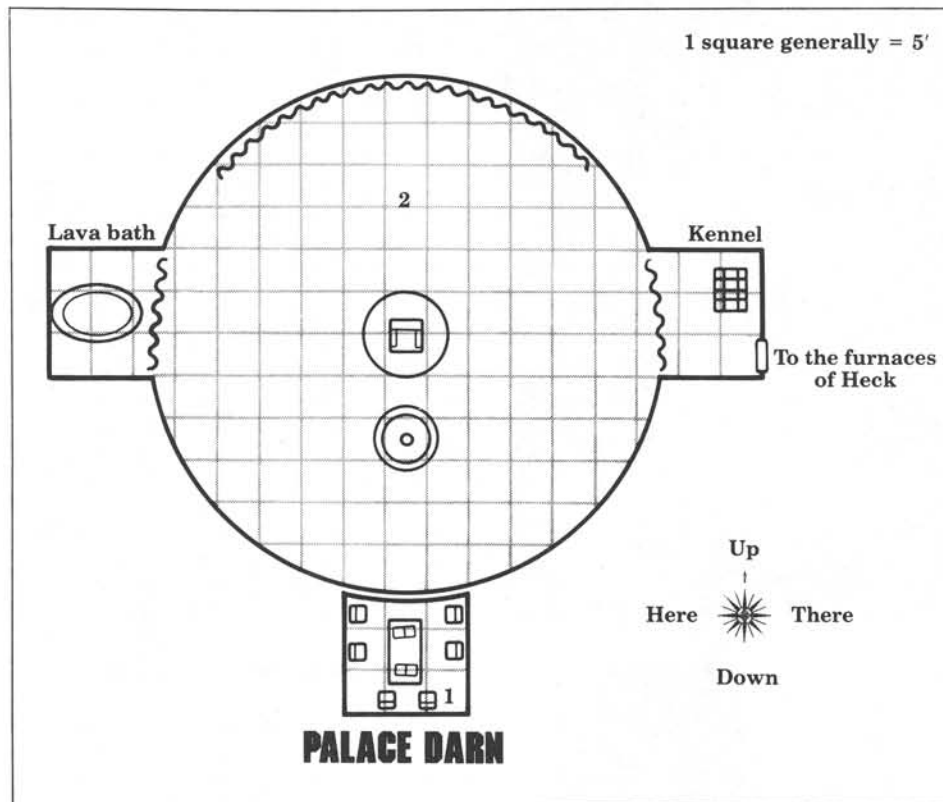 1 square generally = 5′
2
Lava bath
Kennel
To the furnaces
of Heck
Up
Here There
Down
1
PALACE DARN